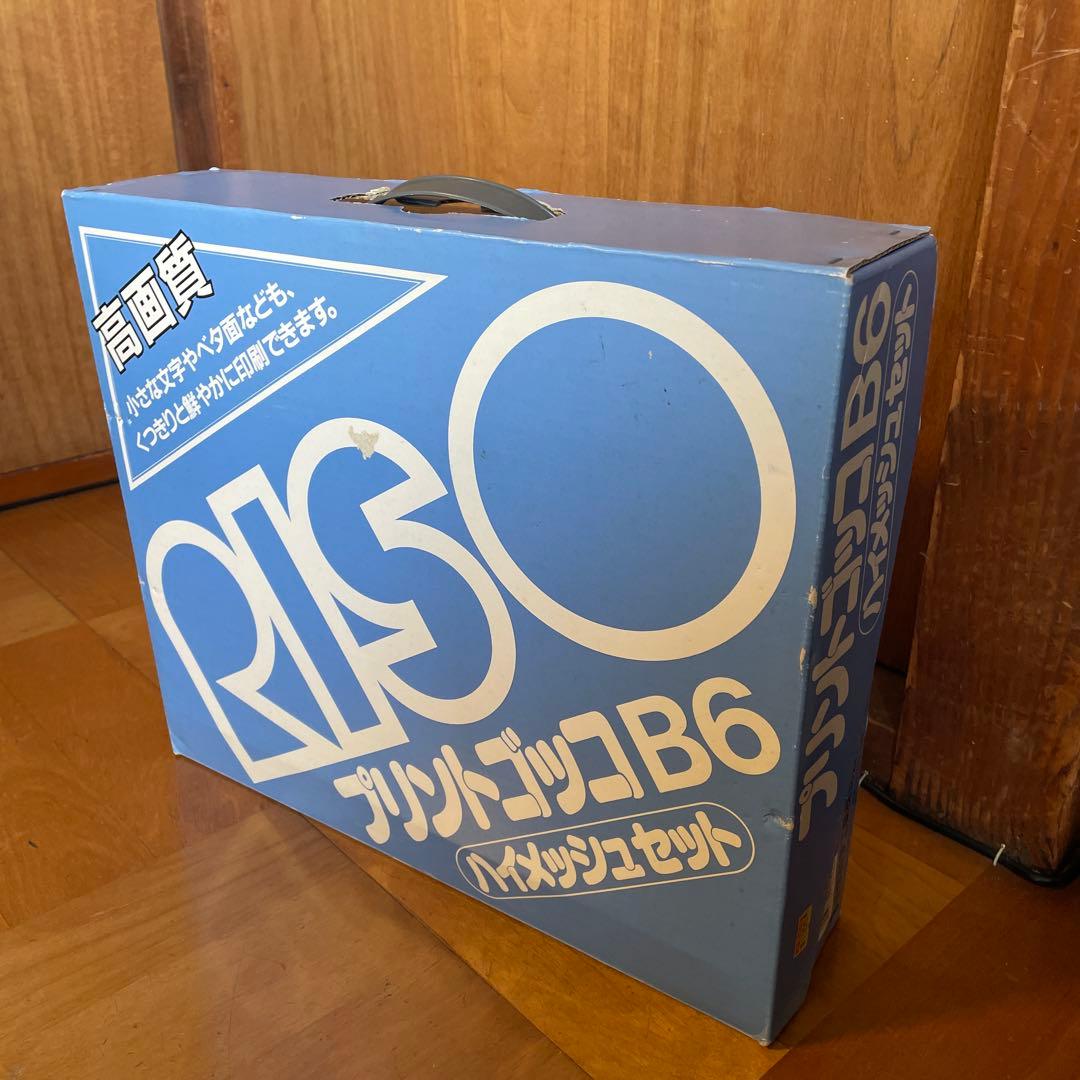 高画質
小さな文字やベタ面なども、
くっきりと鮮やかに印刷できます。
RISO
プリントゴッコB6
ハイメッシュセット
プリントゴッコB6
ハイメッシュセット